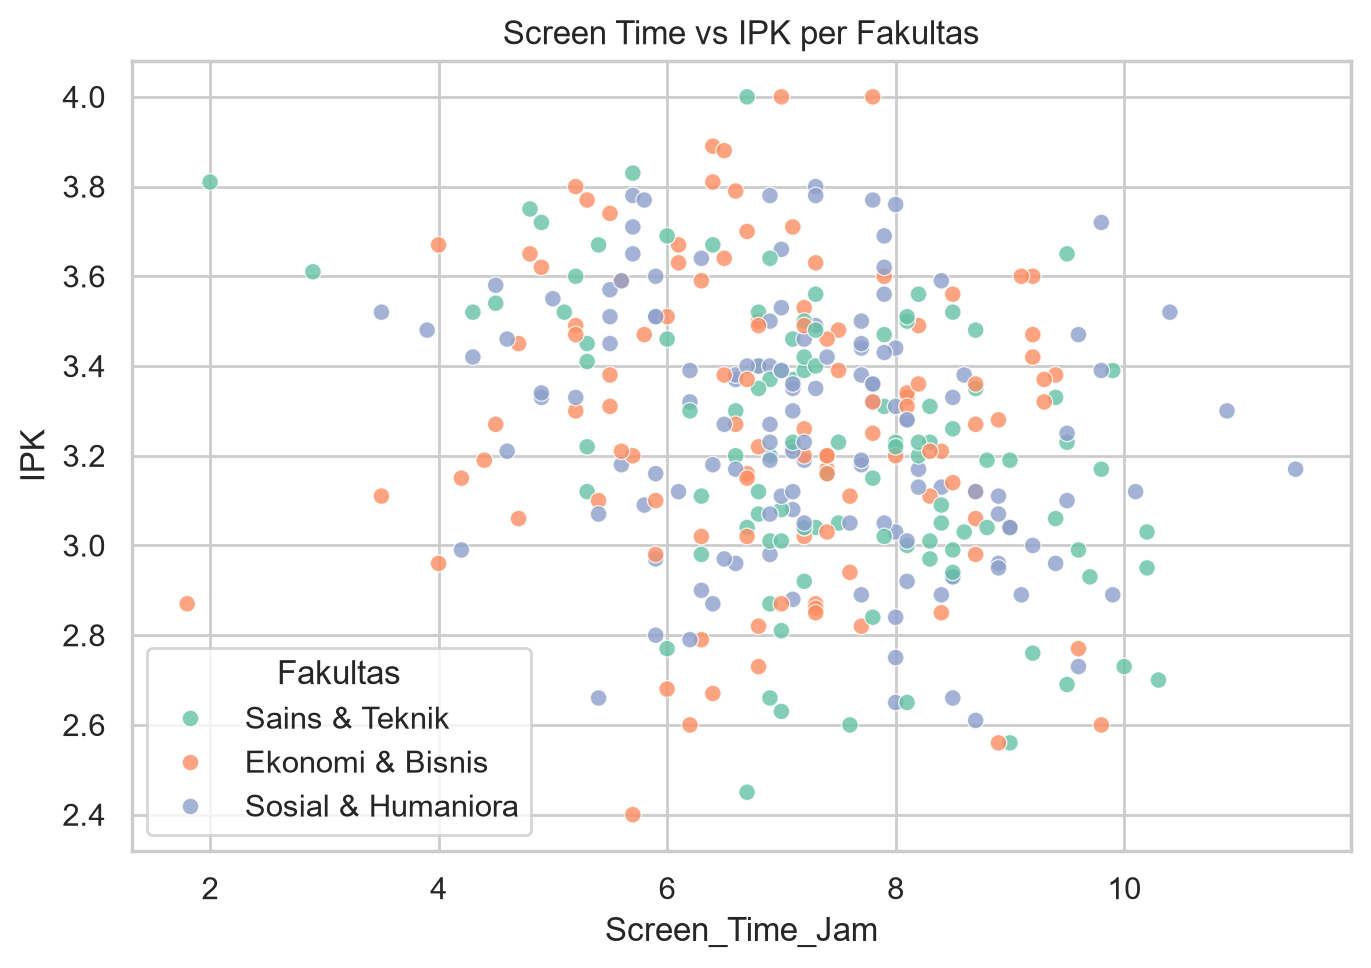 Screen Time vs IPK per Fakultas
IPK
4.0
3.8
3.6
3.4
3.2
3.0
2.8
2.6
2.4
Fakultas
Sains & Teknik
Ekonomi & Bisnis
Sosial & Humaniora
2 4 6 8 10
Screen_Time_Jam